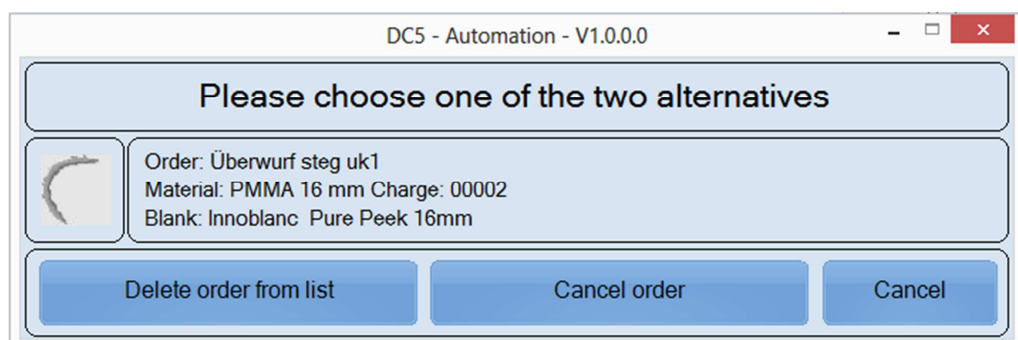 DC5 - Automation - V1.0.0.0
Please choose one of the two alternatives
Order: Überwurf steg uk1
Material: PMMA 16 mm Charge: 00002
Blank: Innoblanc  Pure Peek 16mm
Delete order from list
Cancel order
Cancel